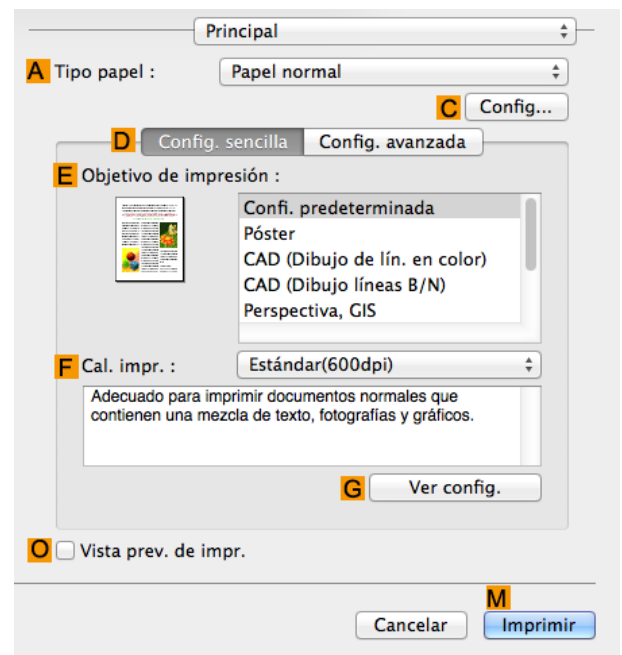 Principal
A Tipo papel : Papel normal
C Config...
D Config. sencilla Config. avanzada
E Objetivo de impresión :
Confi. predeterminada
Póster
CAD (Dibujo de lín. en color)
CAD (Dibujo líneas B/N)
Perspectiva, GIS
F Cal. impr. : Estándar(600dpi)
Adecuado para imprimir documentos normales que
contienen una mezcla de texto, fotografías y gráficos.
G Ver config.
O Vista prev. de impr.
M
Cancelar Imprimir